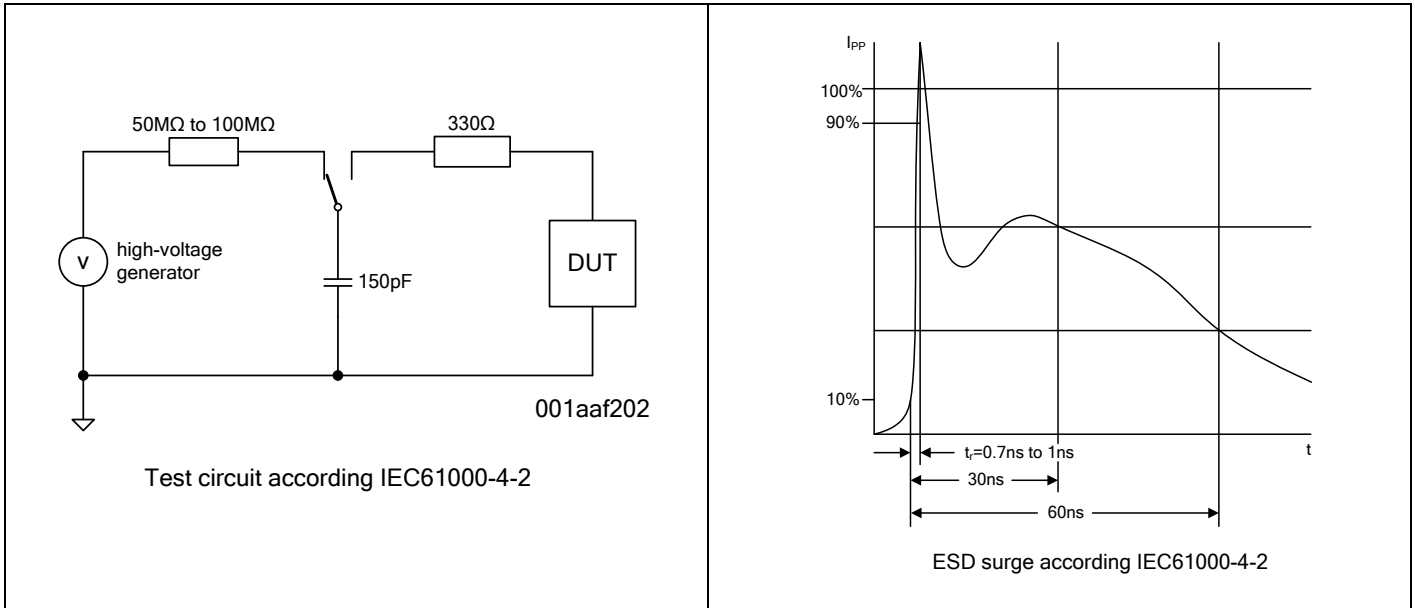 50MΩ to 100MΩ
330Ω
V
high-voltage
generator
150pF
DUT
001aaf202
Test circuit according IEC61000-4-2
IPP
100%
90%
10%
t
tr=0.7ns to 1ns
30ns
60ns
ESD surge according IEC61000-4-2